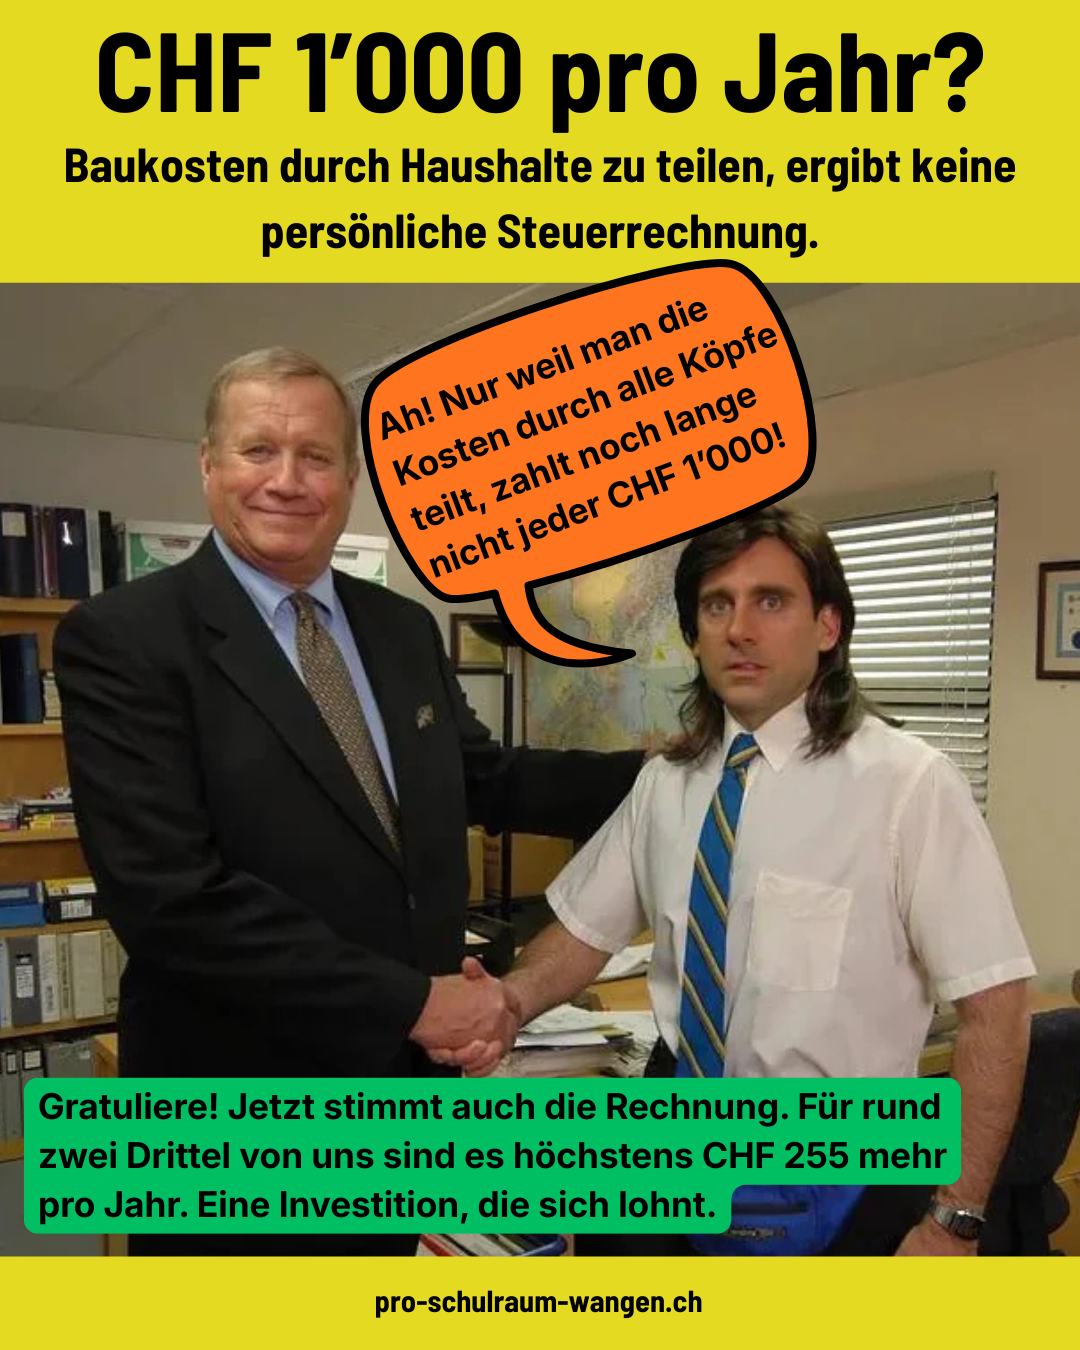 CHF 1’000 pro Jahr?
Baukosten durch Haushalte zu teilen, ergibt keine
persönliche Steuerrechnung.
Ah! Nur weil man die
Kosten durch alle Köpfe
teilt, zahlt noch lange
nicht jeder CHF 1’000!
Gratuliere! Jetzt stimmt auch die Rechnung. Für rund
zwei Drittel von uns sind es höchstens CHF 255 mehr
pro Jahr. Eine Investition, die sich lohnt.
pro-schulraum-wangen.ch